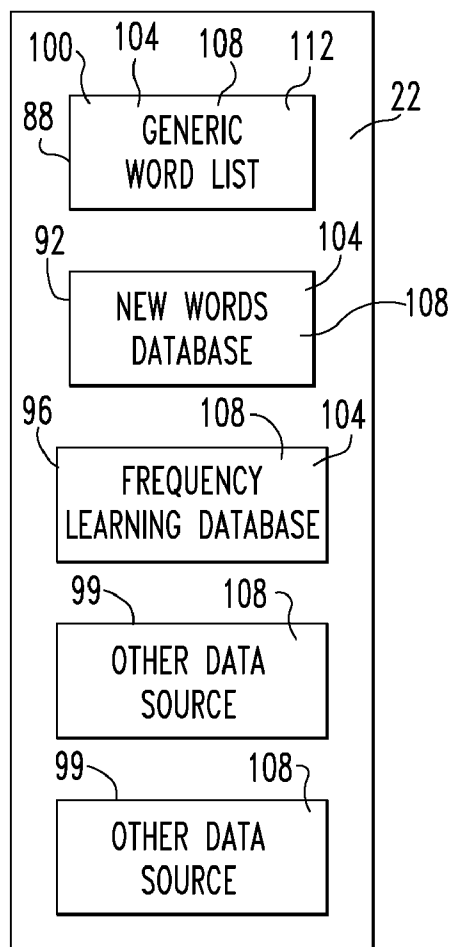 100 104 108 112
88 22
GENERIC
WORD LIST
92 104
NEW WORDS
DATABASE
108
96 108 104
FREQUENCY
LEARNING DATABASE
99 108
OTHER DATA
SOURCE
99 108
OTHER DATA
SOURCE